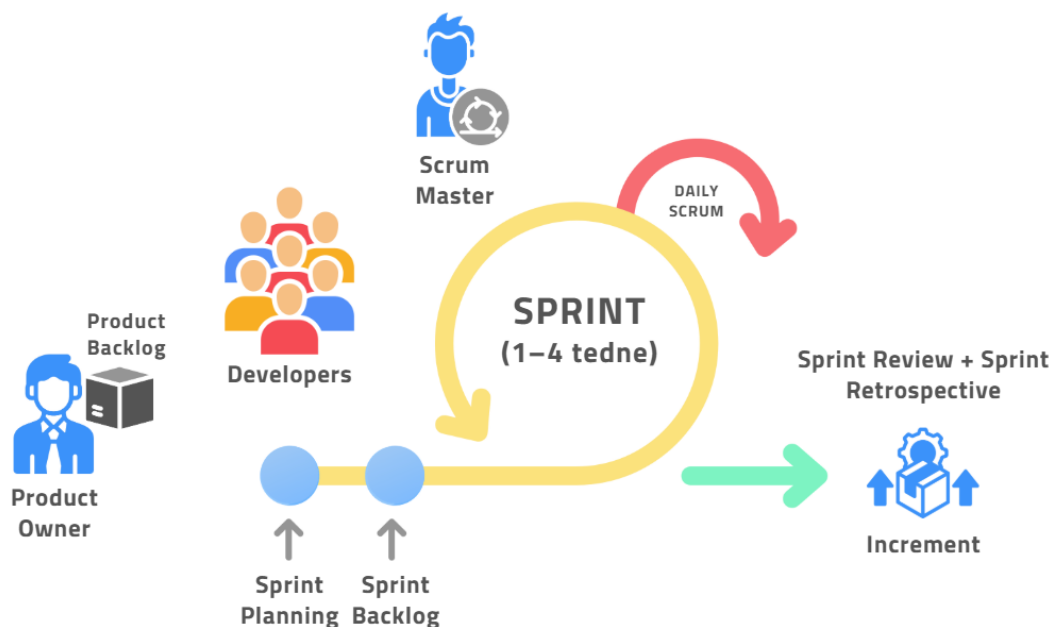 Scrum
Master
DAILY
SCRUM
Developers
Product
Backlog
Product
Owner
SPRINT
(1–4 tedne)
Sprint Review + Sprint
Retrospective
Increment
Sprint
Planning
Sprint
Backlog